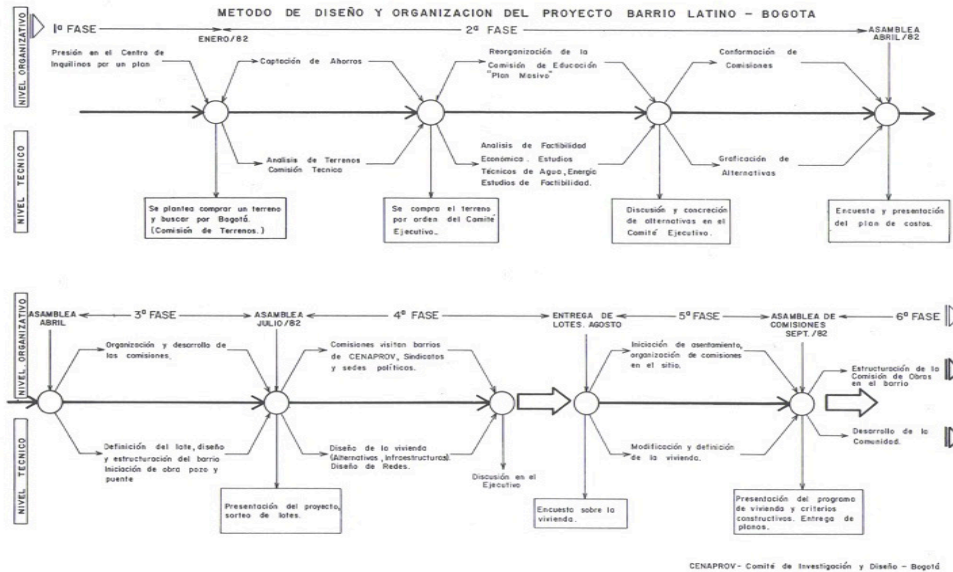 METODO DE DISEÑO Y ORGANIZACION DEL PROYECTO BARRIO LATINO - BOGOTA
NIVEL ORGANIZATIVO
1ª FASE
ENERO/82
2ª FASE
ASAMBLEA
ABRIL/82
Presión en el Centro de
Inquilinos por un plan
Captación de Ahorros
Reorganización de la
Comisión de Educación
"Plan Masivo"
Conformación de
Comisiones
NIVEL TECNICO
Analisis de Terrenos
Comisión Tecnica
Analisis de Factibilidad
Económica. Estudios
Técnicos de Agua, Energía
Estudios de Factibilidad.
Graficación de
Alternativas
Se plantea comprar un terreno
y buscar por Bogotá.
(Comisión de Terrenos.)
Se compra el terreno
por orden del Comité
Ejecutivo.
Discusión y concreción
de alternativas en el
Comité Ejecutivo.
Encuesta y presentación
del plan de costos.
NIVEL ORGANIZATIVO
ASAMBLEA
ABRIL
3ª FASE
ASAMBLEA
JULIO/82
4ª FASE
ENTREGA DE
LOTES. AGOSTO
5ª FASE
ASAMBLEA DE
COMISIONES
SEPT./82
6ª FASE
Organización y desarrollo de
las comisiones.
Comisiones visitan barrios
de CENAPROV, Sindicatos
y sedes políticas.
Iniciación de asentamiento,
organización de comisiones
en el sitio.
Estructuración de la
Comisión de Obras
en el barrio
NIVEL TECNICO
Definición del lote, diseño
y estructuración del barrio
Iniciación de obra pozo y
puente
Diseño de la vivienda
(Alternativas, Infraestructuras).
Diseño de Redes.
Discusión en el
Ejecutivo
Modificación y definición
de la vivienda.
Desarrollo de la
Comunidad.
Presentación del proyecto,
sorteo de lotes.
Encuesta sobre la
vivienda.
Presentación del programa
de vivienda y criterios
constructivos. Entrega de
planos.
CENAPROV - Comité de Investigación y Diseño - Bogotá